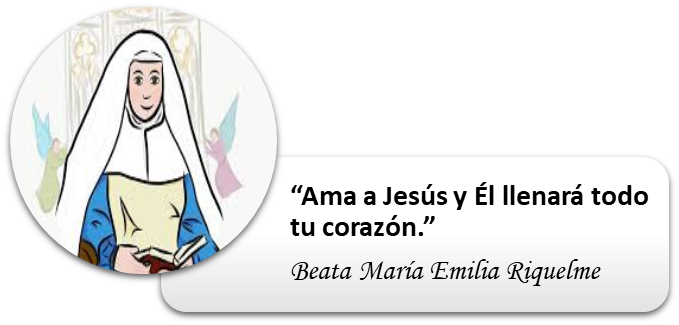 “Ama a Jesús y Él llenará todo
tu corazón.”
Beata María Emilia Riquelme